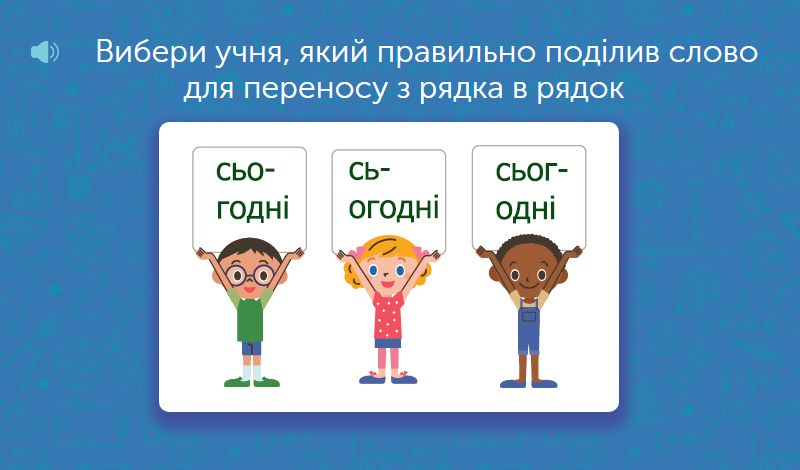 Вибери учня, який правильно поділив слово
для переносу з рядка в рядок
сьо-
годні
сь-
огодні
сьог-
одні